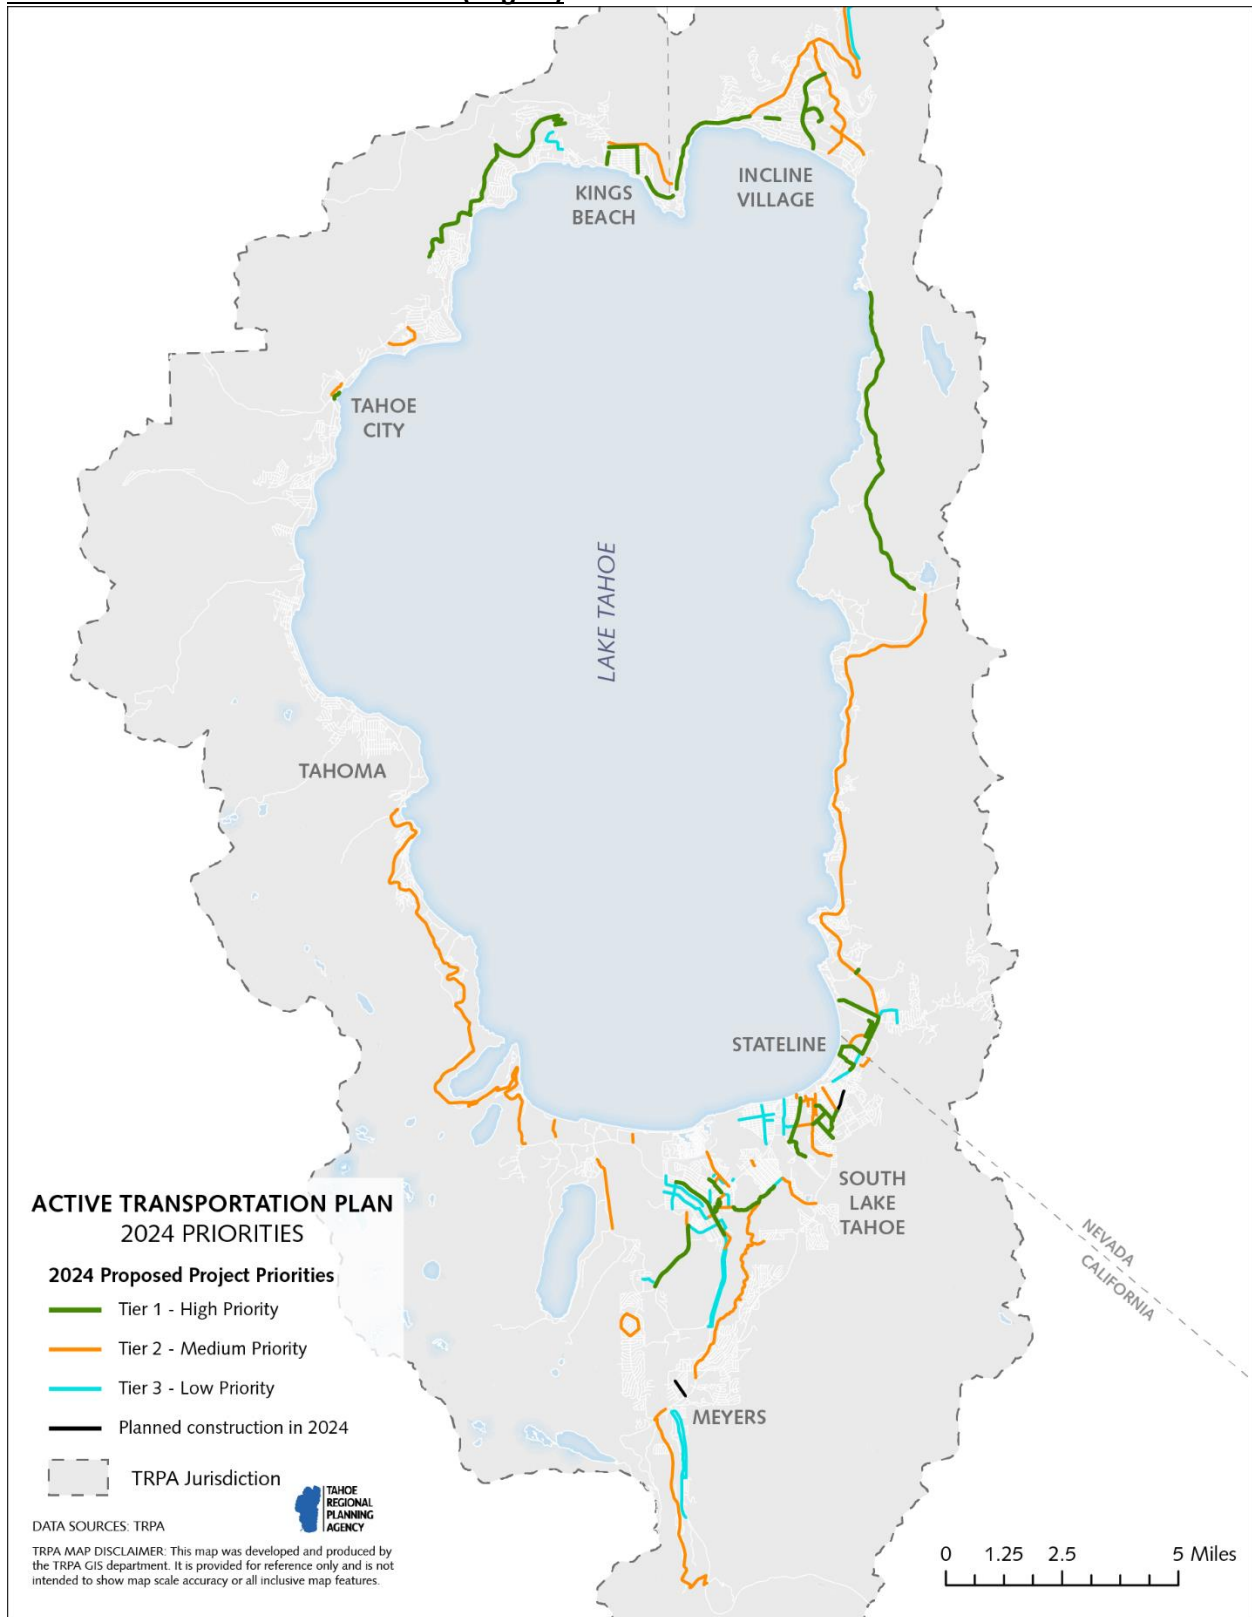 INCLINE
VILLAGE
KINGS
BEACH
TAHOE
CITY
LAKE TAHOE
TAHOMA
STATELINE
SOUTH
LAKE
TAHOE
NEVADA
CALIFORNIA
MEYERS
ACTIVE TRANSPORTATION PLAN
2024 PRIORITIES
2024 Proposed Project Priorities
Tier 1 - High Priority
Tier 2 - Medium Priority
Tier 3 - Low Priority
Planned construction in 2024
TRPA Jurisdiction
TAHOE
REGIONAL
PLANNING
AGENCY
DATA SOURCES: TRPA
TRPA MAP DISCLAIMER: This map was developed and produced by
the TRPA GIS department. It is provided for reference only and is not
intended to show map scale accuracy or all inclusive map features.
0 1.25 2.5 5 Miles